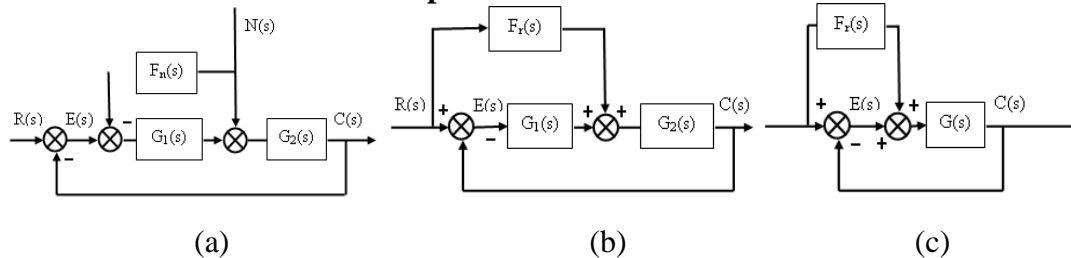 N(s)
Fn(s)
R(s)
E(s)
−
G1(s)
G2(s)
C(s)
−
(a)
Fr(s)
R(s)
+
E(s)
−
G1(s)
+
+
G2(s)
C(s)
(b)
Fr(s)
+
E(s)
−
+
+
G(s)
C(s)
(c)